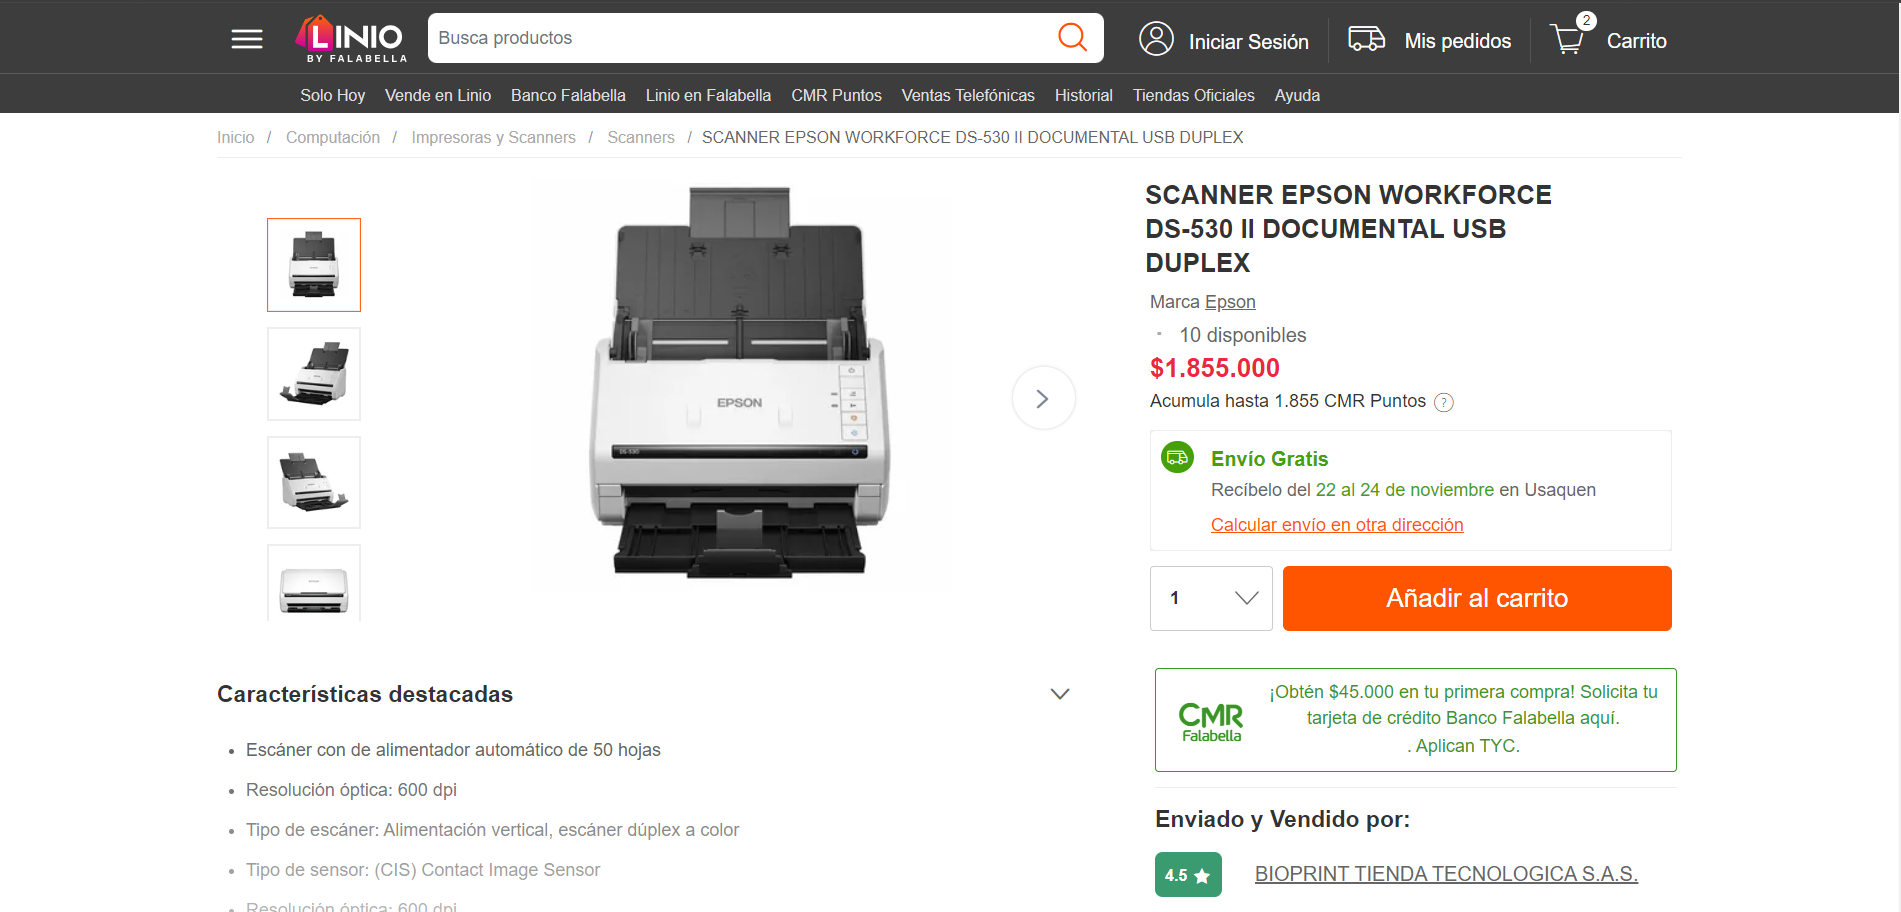 LINIO
BY FALABELLA
Busca productos
Iniciar Sesión
Mis pedidos
2
Carrito
Solo Hoy Vende en Linio Banco Falabella Linio en Falabella CMR Puntos Ventas Telefónicas Historial Tiendas Oficiales Ayuda
Inicio / Computación / Impresoras y Scanners / Scanners / SCANNER EPSON WORKFORCE DS-530 II DOCUMENTAL USB DUPLEX
EPSON
DS-530
SCANNER EPSON WORKFORCE
DS-530 II DOCUMENTAL USB
DUPLEX
Marca Epson
10 disponibles
$1.855.000
Acumula hasta 1.855 CMR Puntos ?
Envío Gratis
Recíbelo del 22 al 24 de noviembre en Usaquen
Calcular envío en otra dirección
1
Añadir al carrito
CMR
Falabella
¡Obtén $45.000 en tu primera compra! Solicita tu
tarjeta de crédito Banco Falabella aquí.
. Aplican TYC.
Enviado y Vendido por:
4.5 ★
BIOPRINT TIENDA TECNOLOGICA S.A.S.
Características destacadas
• Escáner con de alimentador automático de 50 hojas
• Resolución óptica: 600 dpi
• Tipo de escáner: Alimentación vertical, escáner dúplex a color
• Tipo de sensor: (CIS) Contact Image Sensor
• Resolución óptica: 600 dpi